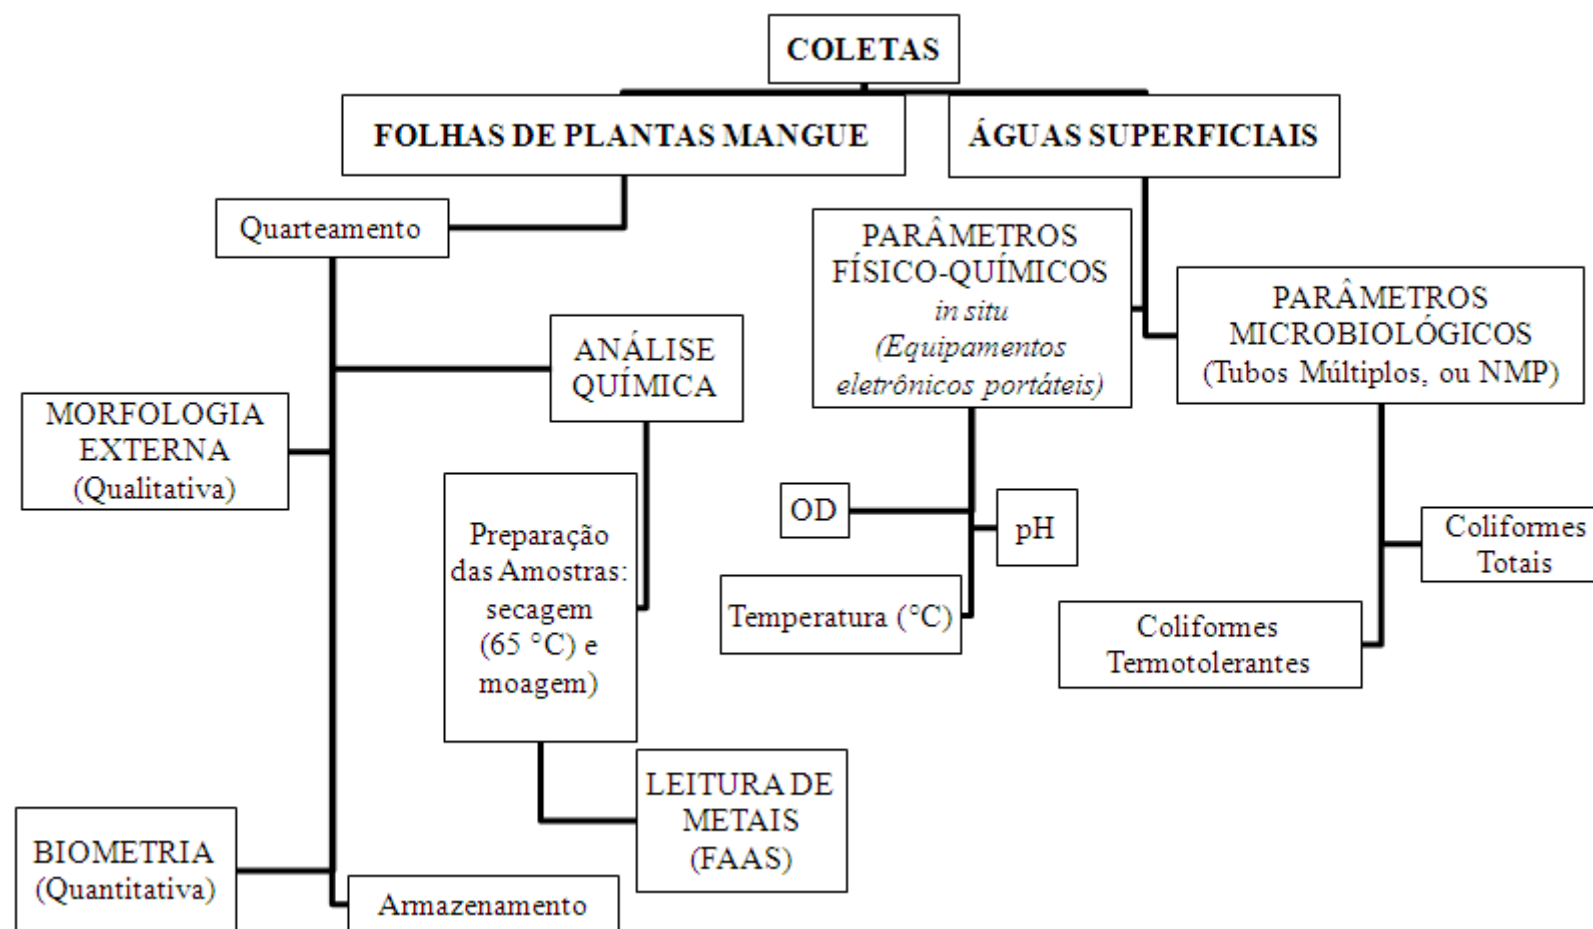 COLETAS
FOLHAS DE PLANTAS MANGUE
ÁGUAS SUPERFICIAIS
Quarteamento
PARÂMETROS
FÍSICO-QUÍMICOS
in situ
(Equipamentos
eletrônicos portáteis)
PARÂMETROS
MICROBIOLÓGICOS
(Tubos Múltiplos, ou NMP)
ANÁLISE
QUÍMICA
MORFOLOGIA
EXTERNA
(Qualitativa)
Preparação
das Amostras:
secagem
(65 °C) e
moagem)
OD
pH
Coliformes
Totais
Temperatura (°C)
Coliformes
Termotolerantes
LEITURA DE
METAIS
(FAAS)
BIOMETRIA
(Quantitativa)
Armazenamento